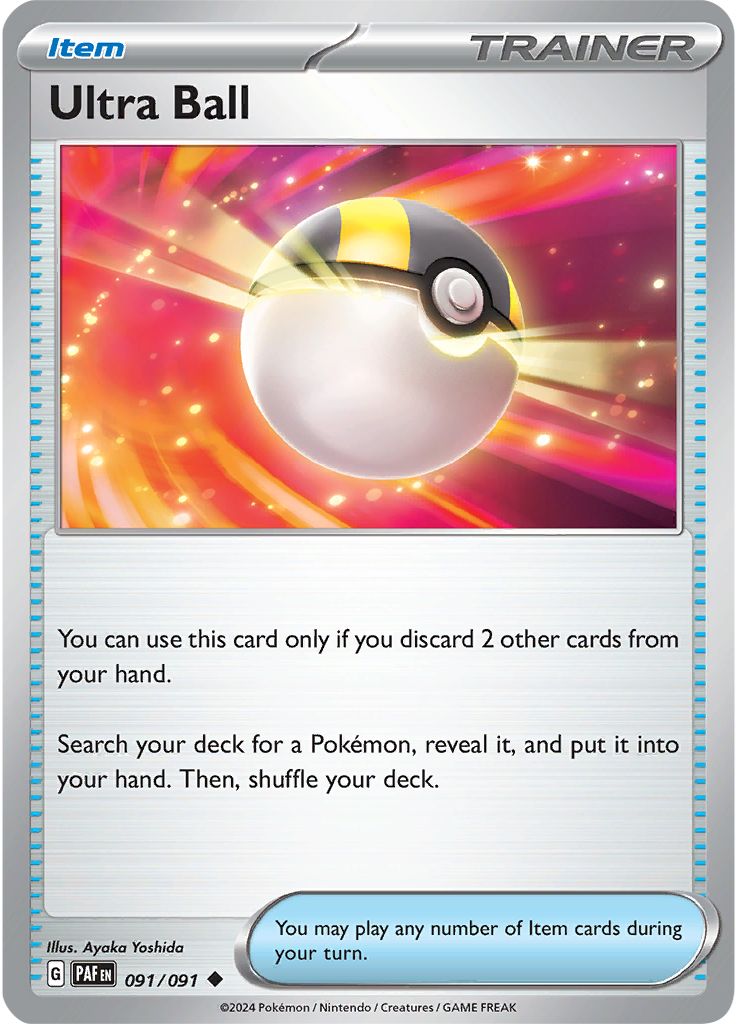 Item
TRAINER
Ultra Ball
You can use this card only if you discard 2 other cards from
your hand.
Search your deck for a Pokémon, reveal it, and put it into
your hand. Then, shuffle your deck.
You may play any number of Item cards during
your turn.
Illus. Ayaka Yoshida
G PAF EN 091/091
©2024 Pokémon / Nintendo / Creatures / GAME FREAK